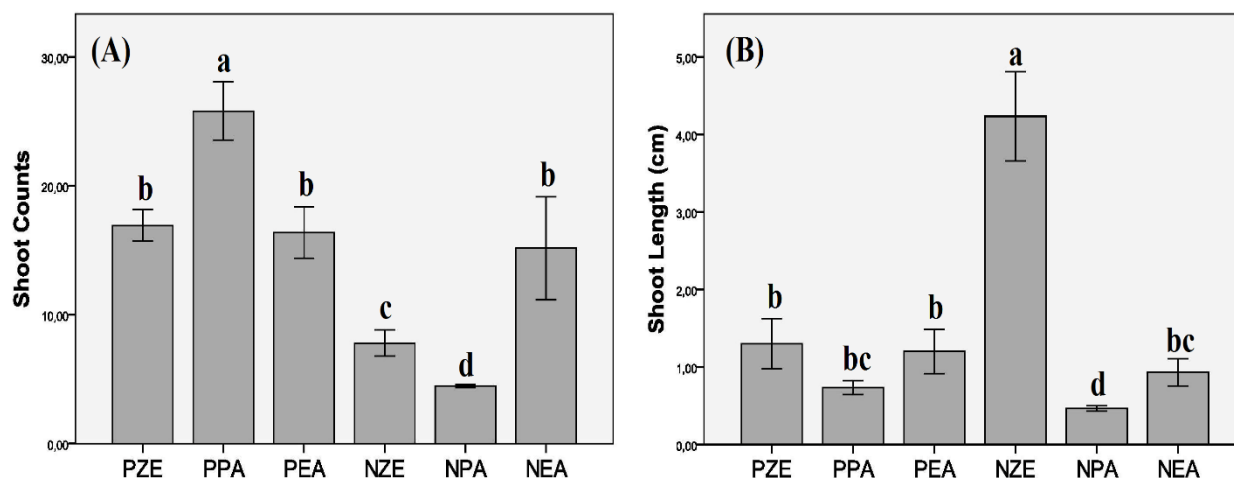 (A)
Shoot Counts
30,00
20,00
10,00
0,00
b
a
b
c
d
b
PZE PPA PEA NZE NPA NEA
(B)
Shoot Length (cm)
5,00
4,00
3,00
2,00
1,00
0,00
b
bc
b
a
d
bc
PZE PPA PEA NZE NPA NEA